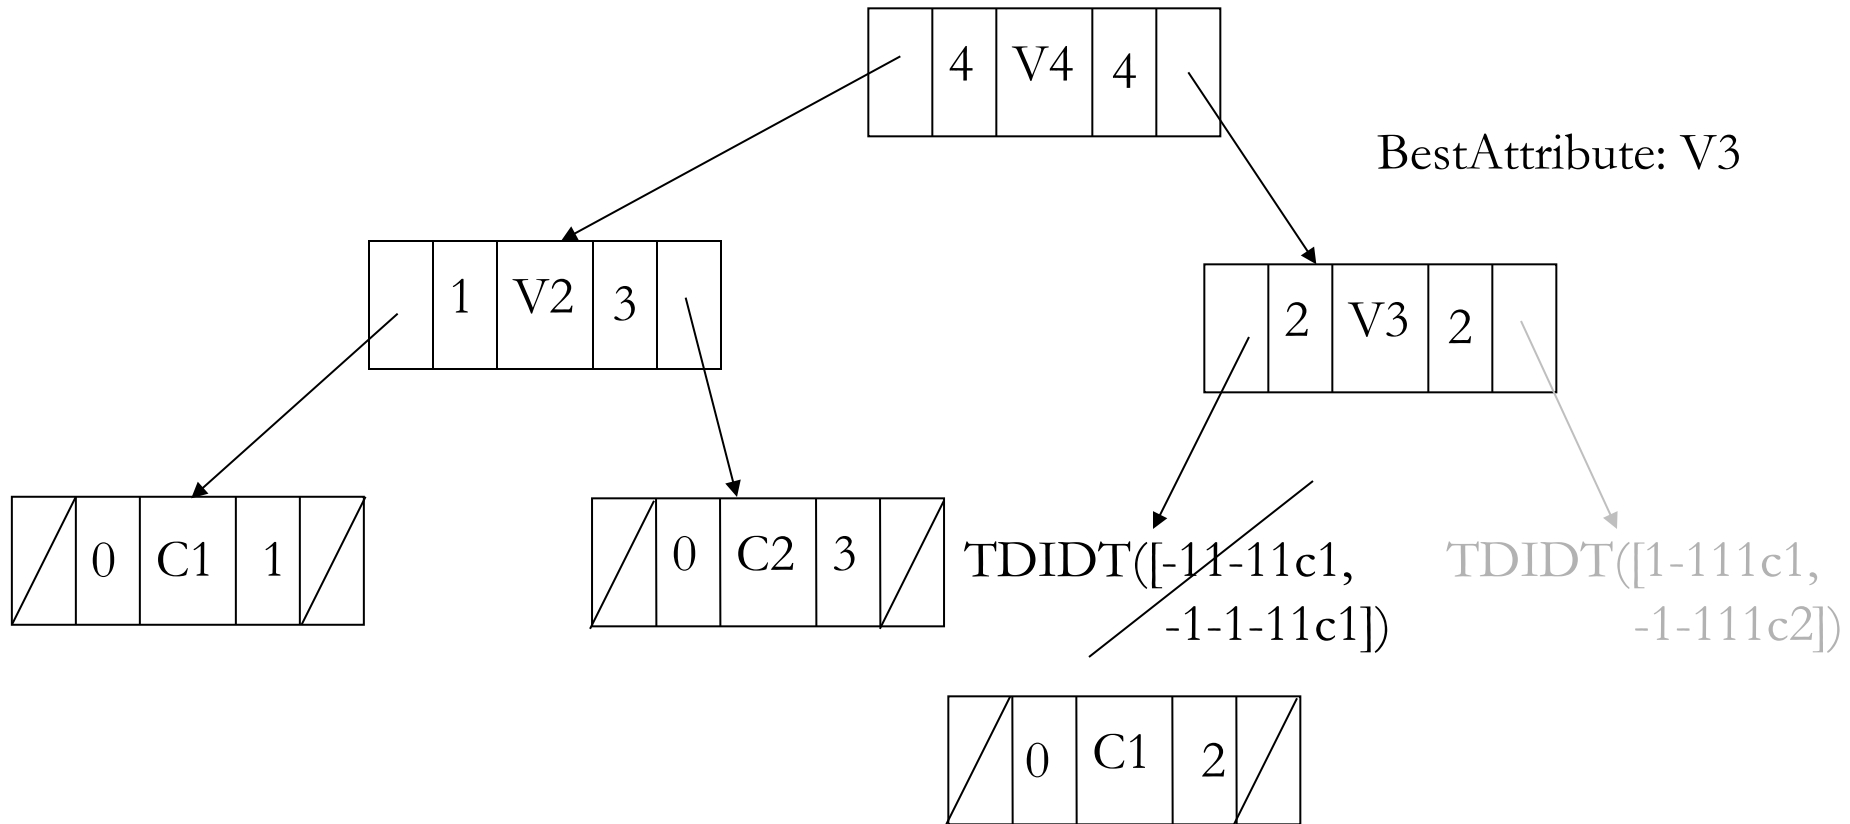 4 V4 4
BestAttribute: V3
1 V2 3
2 V3 2
0 C1 1
0 C2 3
TDIDT([-11-11c1,
-1-1-11c1])
TDIDT([1-111c1,
-1-111c2])
0 C1 2